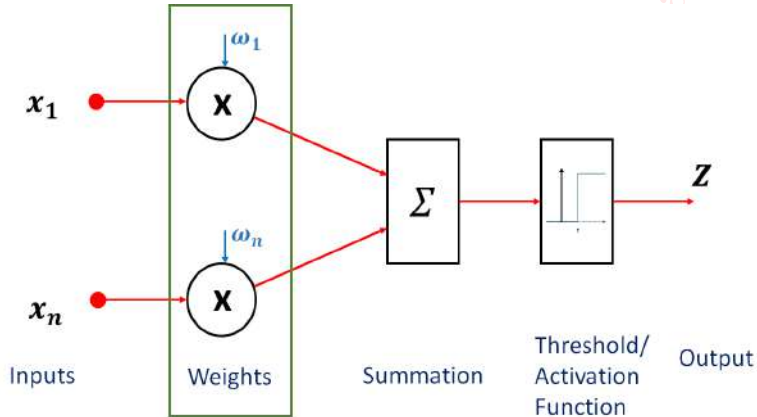 ω₁
x₁
X
Σ
Z
ωₙ
xₙ
X
Inputs
Weights
Summation
Threshold/
Activation
Function
Output